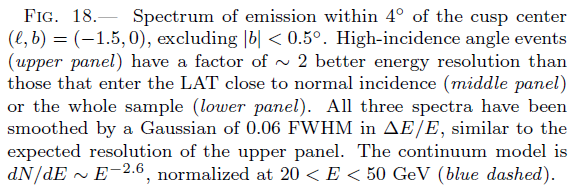 FIG. 18.— Spectrum of emission within 4° of the cusp center
(ℓ, b) = (−1.5, 0), excluding |b| < 0.5°. High-incidence angle events
(upper panel) have a factor of ∼ 2 better energy resolution than
those that enter the LAT close to normal incidence (middle panel)
or the whole sample (lower panel). All three spectra have been
smoothed by a Gaussian of 0.06 FWHM in ΔE/E, similar to the
expected resolution of the upper panel. The continuum model is
dN/dE ∼ E^−2.6, normalized at 20 < E < 50 GeV (blue dashed).